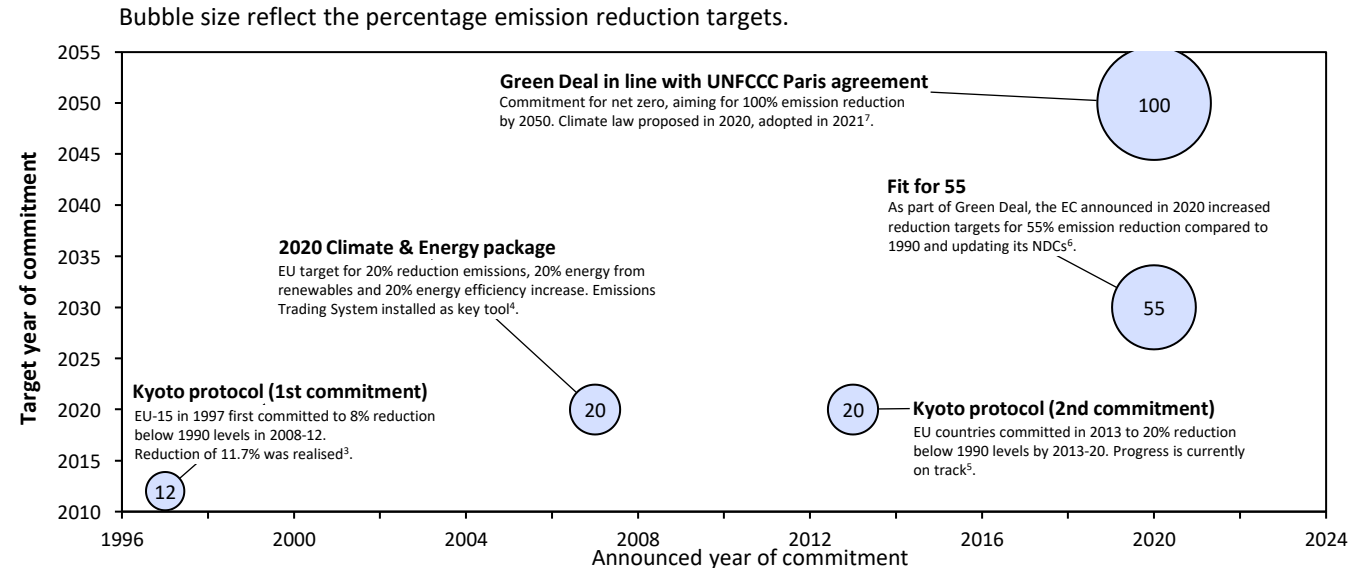 Bubble size reflect the percentage emission reduction targets.
Target year of commitment
2055
2050
2045
2040
2035
2030
2025
2020
2015
2010
Green Deal in line with UNFCCC Paris agreement
Commitment for net zero, aiming for 100% emission reduction
by 2050. Climate law proposed in 2020, adopted in 2021⁷.
100
Fit for 55
As part of Green Deal, the EC announced in 2020 increased
reduction targets for 55% emission reduction compared to
1990 and updating its NDCs⁶.
55
2020 Climate & Energy package
EU target for 20% reduction emissions, 20% energy from
renewables and 20% energy efficiency increase. Emissions
Trading System installed as key tool⁴.
20
Kyoto protocol (1st commitment)
EU-15 in 1997 first committed to 8% reduction
below 1990 levels in 2008-12.
Reduction of 11.7% was realised³.
12
20
Kyoto protocol (2nd commitment)
EU countries committed in 2013 to 20% reduction
below 1990 levels by 2013-20. Progress is currently
on track⁵.
1996 2000 2004 2008 2012 2016 2020 2024
Announced year of commitment